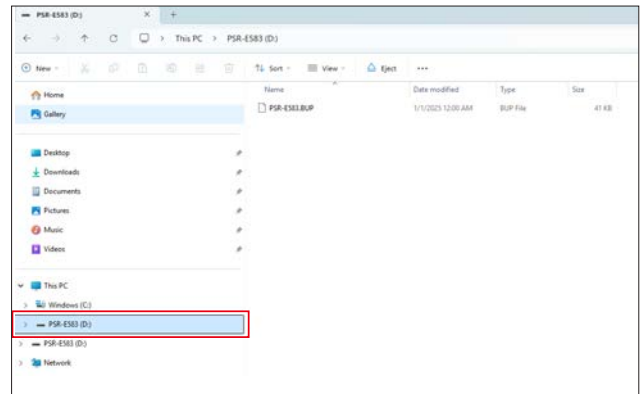 PSR-E583 (D:)
This PC > PSR-E583 (D:)
New Sort View Eject ...
Name Date modified Type Size
PSR-E583.BUP 1/1/2025 12:00 AM BUP File 41 KB
Home
Gallery
Desktop
Downloads
Documents
Pictures
Music
Videos
This PC
Windows (C:)
PSR-E583 (D:)
PSR-E583 (D:)
Network